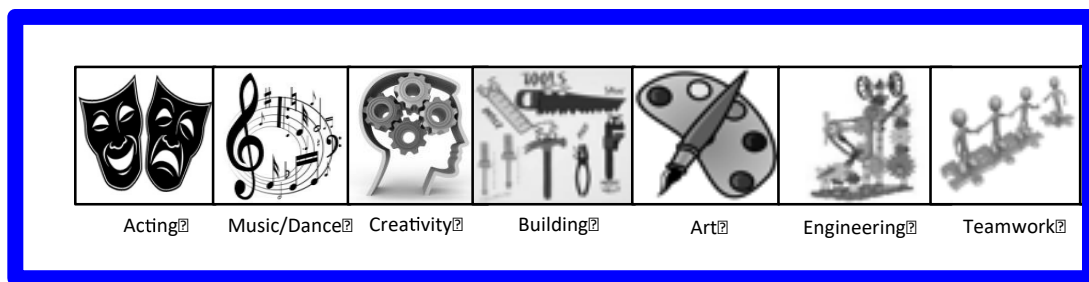 TOOLS
Acting⍰ Music/Dance⍰ Creativity⍰ Building⍰ Art⍰ Engineering⍰ Teamwork⍰